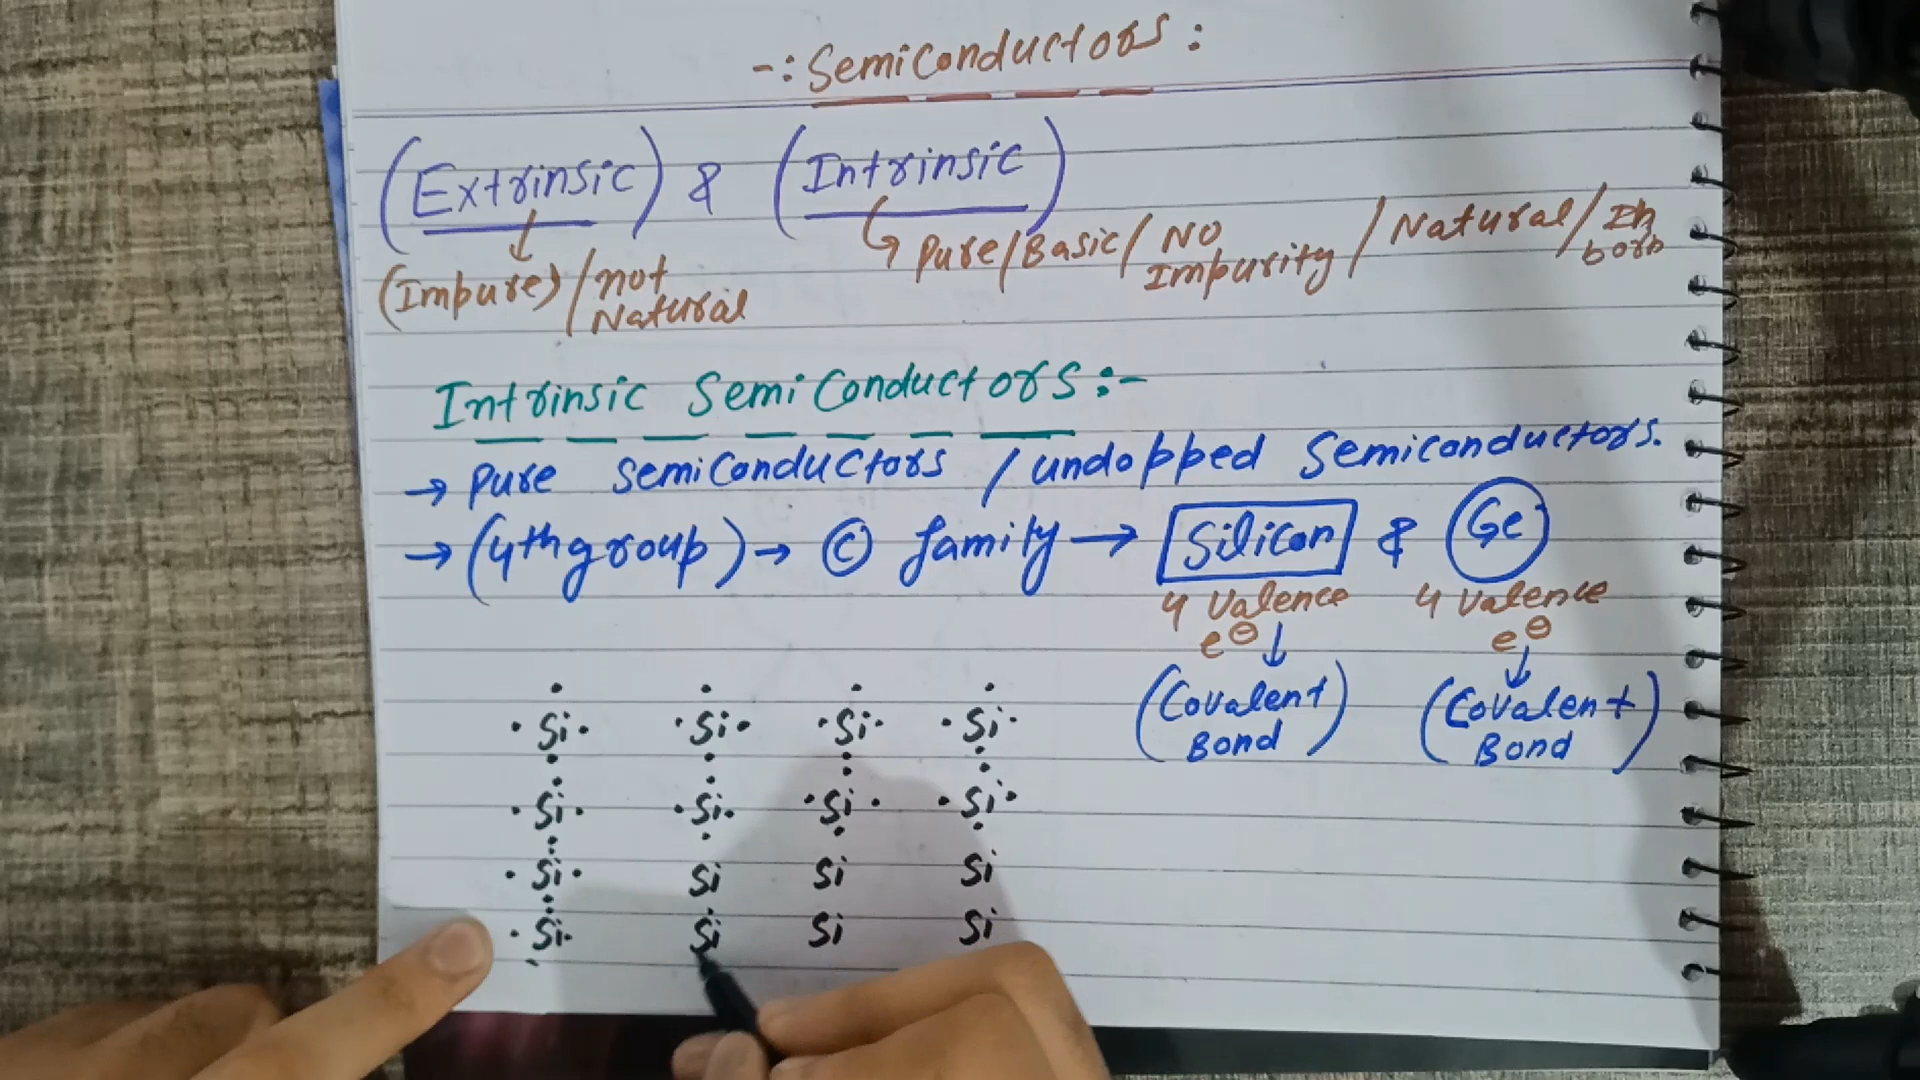 -: Semiconductors :
(Extrinsic) & (Intrinsic)
(Impure) / not Natural
Pure / Basic / No Impurity / Natural / In born
Intrinsic Semiconductors :-
→ Pure semiconductors / undopped Semiconductors.
→ (4th group) → © family → Silicon & Ge
4 Valence e⊖ ↓ (Covalent Bond)
4 Valence e⊖ ↓ (Covalent Bond)
Si Si Si Si
Si Si Si Si
Si Si Si Si
Si Si Si Si